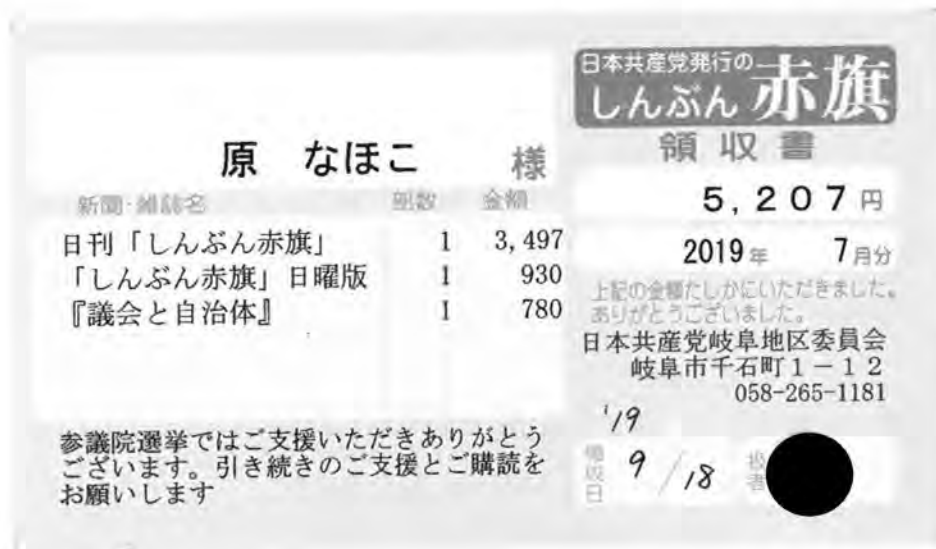 日本共産党発行の
しんぶん赤旗
領収書
原 なほこ 様
5,207円
2019年 7月分
新聞・雑誌名 部数 金額
日刊「しんぶん赤旗」 1 3,497
「しんぶん赤旗」日曜版 1 930
『議会と自治体』 1 780
上記の金額たしかにいただきました。
ありがとうございました。
日本共産党岐阜地区委員会
岐阜市千石町1-12
058-265-1181
'19
領収日 9/18 扱者
参議院選挙ではご支援いただきありがとう
ございます。引き続きのご支援とご購読を
お願いします